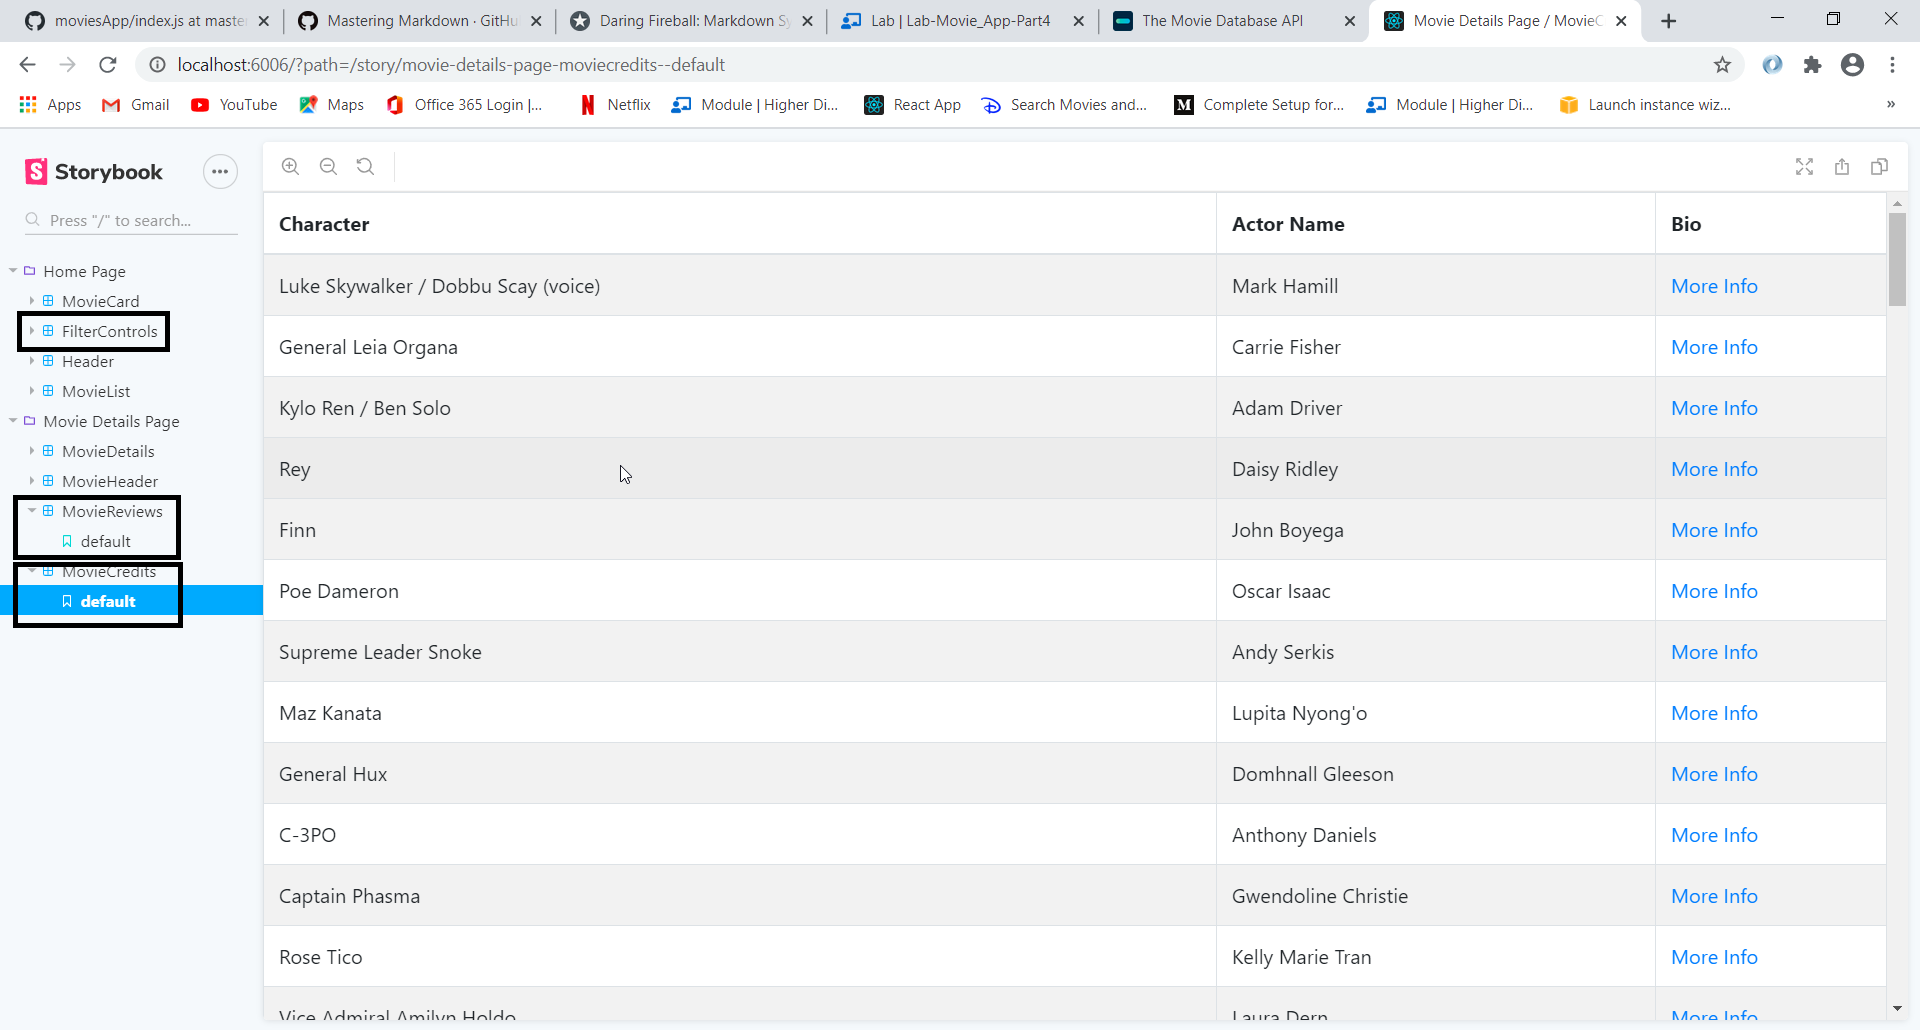 moviesApp/index.js at maste
Mastering Markdown · GitHu
Daring Fireball: Markdown Sy
Lab | Lab-Movie_App-Part4
The Movie Database API
Movie Details Page / MovieC
localhost:6006/?path=/story/movie-details-page-moviecredits--default
Apps
Gmail
YouTube
Maps
Office 365 Login |...
Netflix
Module | Higher Di...
React App
Search Movies and...
Complete Setup for...
Module | Higher Di...
Launch instance wiz...
»
Storybook
Press "/" to search...
Home Page
MovieCard
FilterControls
Header
MovieList
Movie Details Page
MovieDetails
MovieHeader
MovieReviews
default
MovieCredits
default
Character Actor Name Bio
Luke Skywalker / Dobbu Scay (voice) Mark Hamill More Info
General Leia Organa Carrie Fisher More Info
Kylo Ren / Ben Solo Adam Driver More Info
Rey Daisy Ridley More Info
Finn John Boyega More Info
Poe Dameron Oscar Isaac More Info
Supreme Leader Snoke Andy Serkis More Info
Maz Kanata Lupita Nyong'o More Info
General Hux Domhnall Gleeson More Info
C-3PO Anthony Daniels More Info
Captain Phasma Gwendoline Christie More Info
Rose Tico Kelly Marie Tran More Info
Vice Admiral Amilyn Holdo Laura Dern More Info